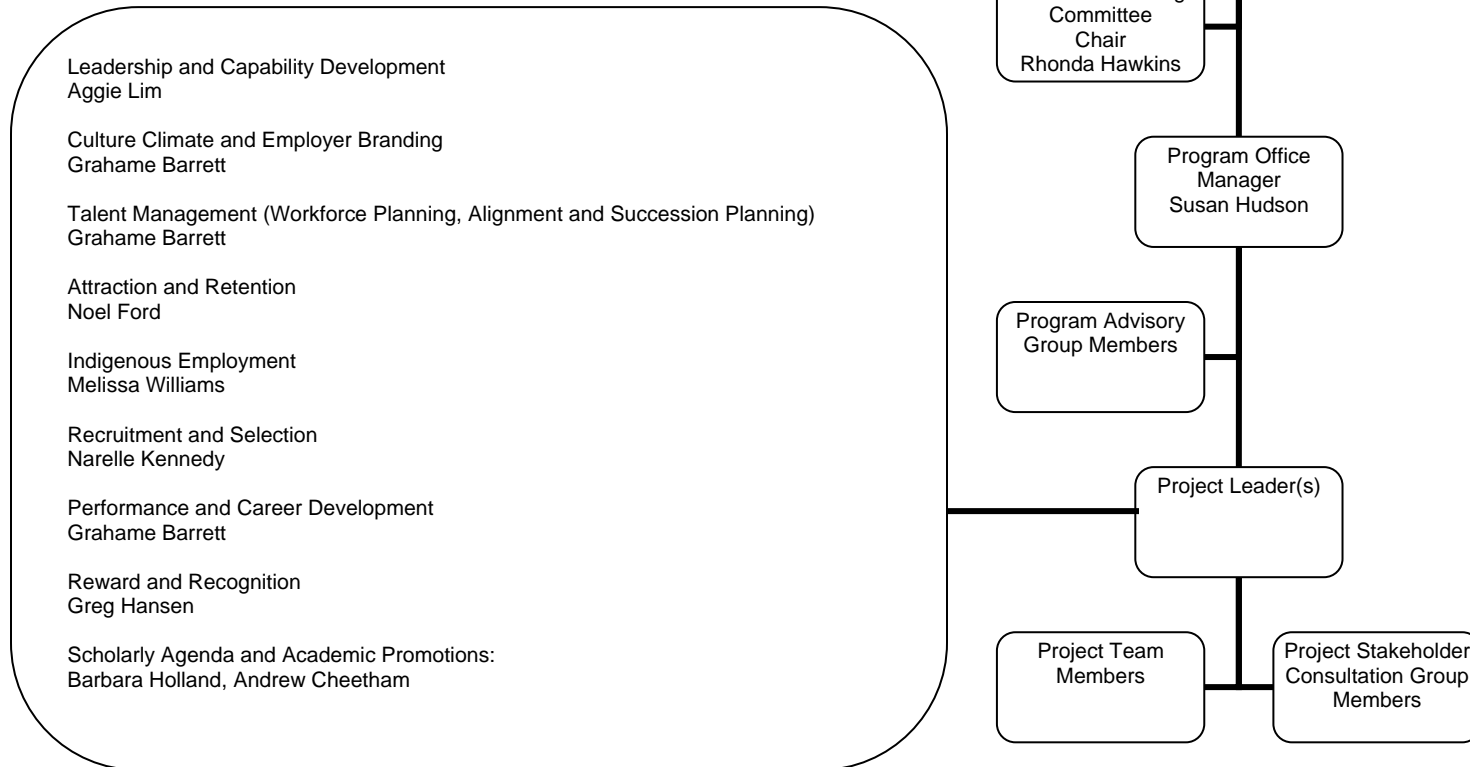 Leadership and Capability Development
Aggie Lim
Culture Climate and Employer Branding
Grahame Barrett
Talent Management (Workforce Planning, Alignment and Succession Planning)
Grahame Barrett
Attraction and Retention
Noel Ford
Indigenous Employment
Melissa Williams
Recruitment and Selection
Narelle Kennedy
Performance and Career Development
Grahame Barrett
Reward and Recognition
Greg Hansen
Scholarly Agenda and Academic Promotions:
Barbara Holland, Andrew Cheetham
Committee
Chair
Rhonda Hawkins
Program Office
Manager
Susan Hudson
Program Advisory
Group Members
Project Leader(s)
Project Team
Members
Project Stakeholder
Consultation Group
Members